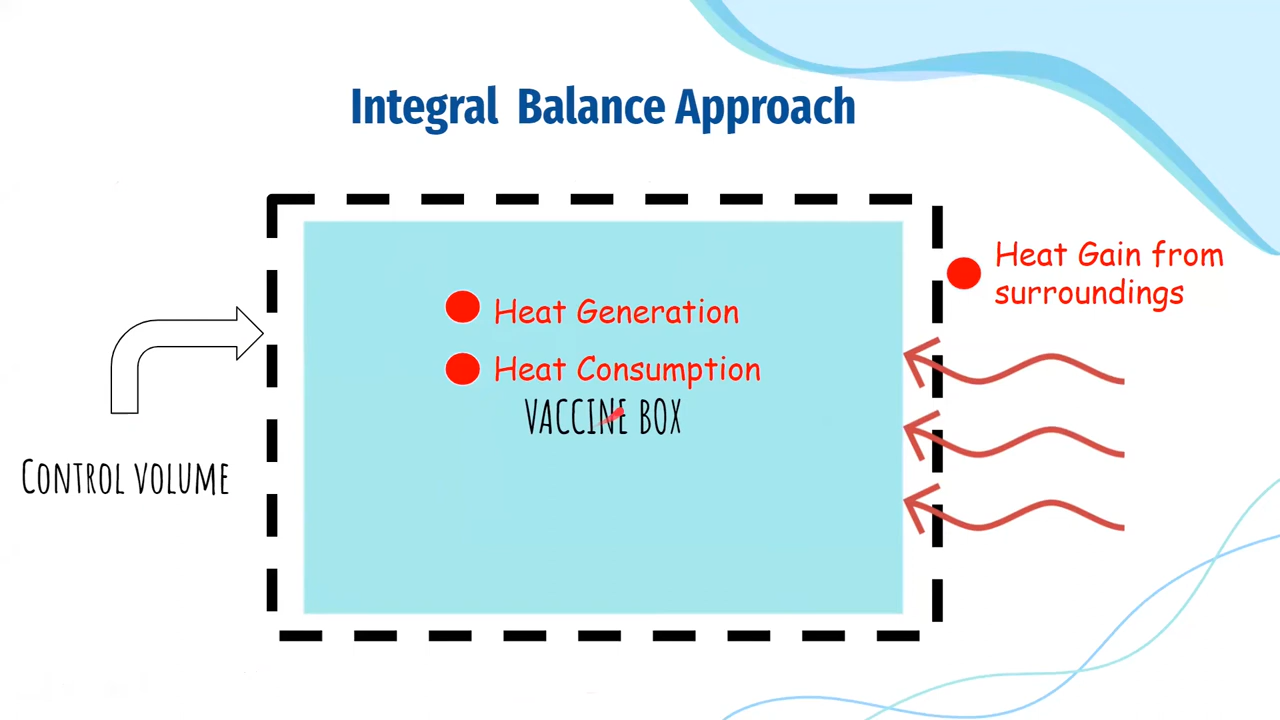 Integral Balance Approach
Heat Gain from
surroundings
Heat Generation
Heat Consumption
VACCINE BOX
CONTROL VOLUME